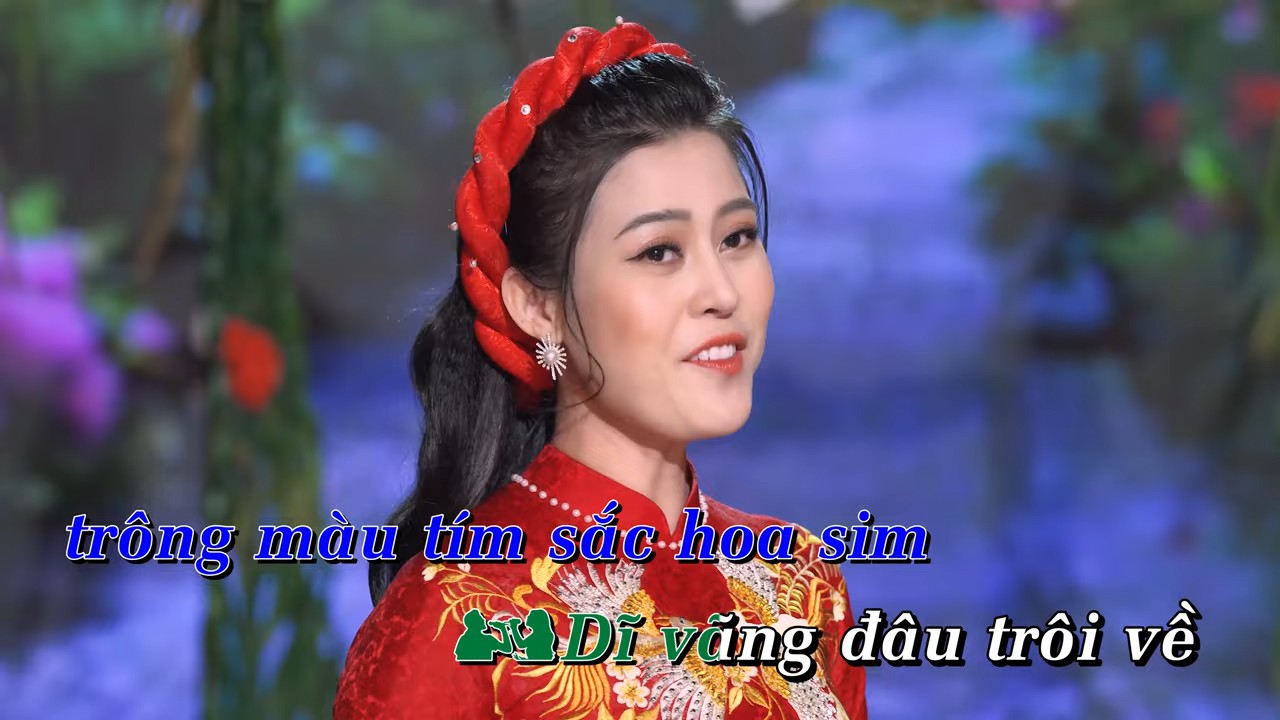 trông màu tím sắc hoa sim
Dĩ vãng đâu trôi về